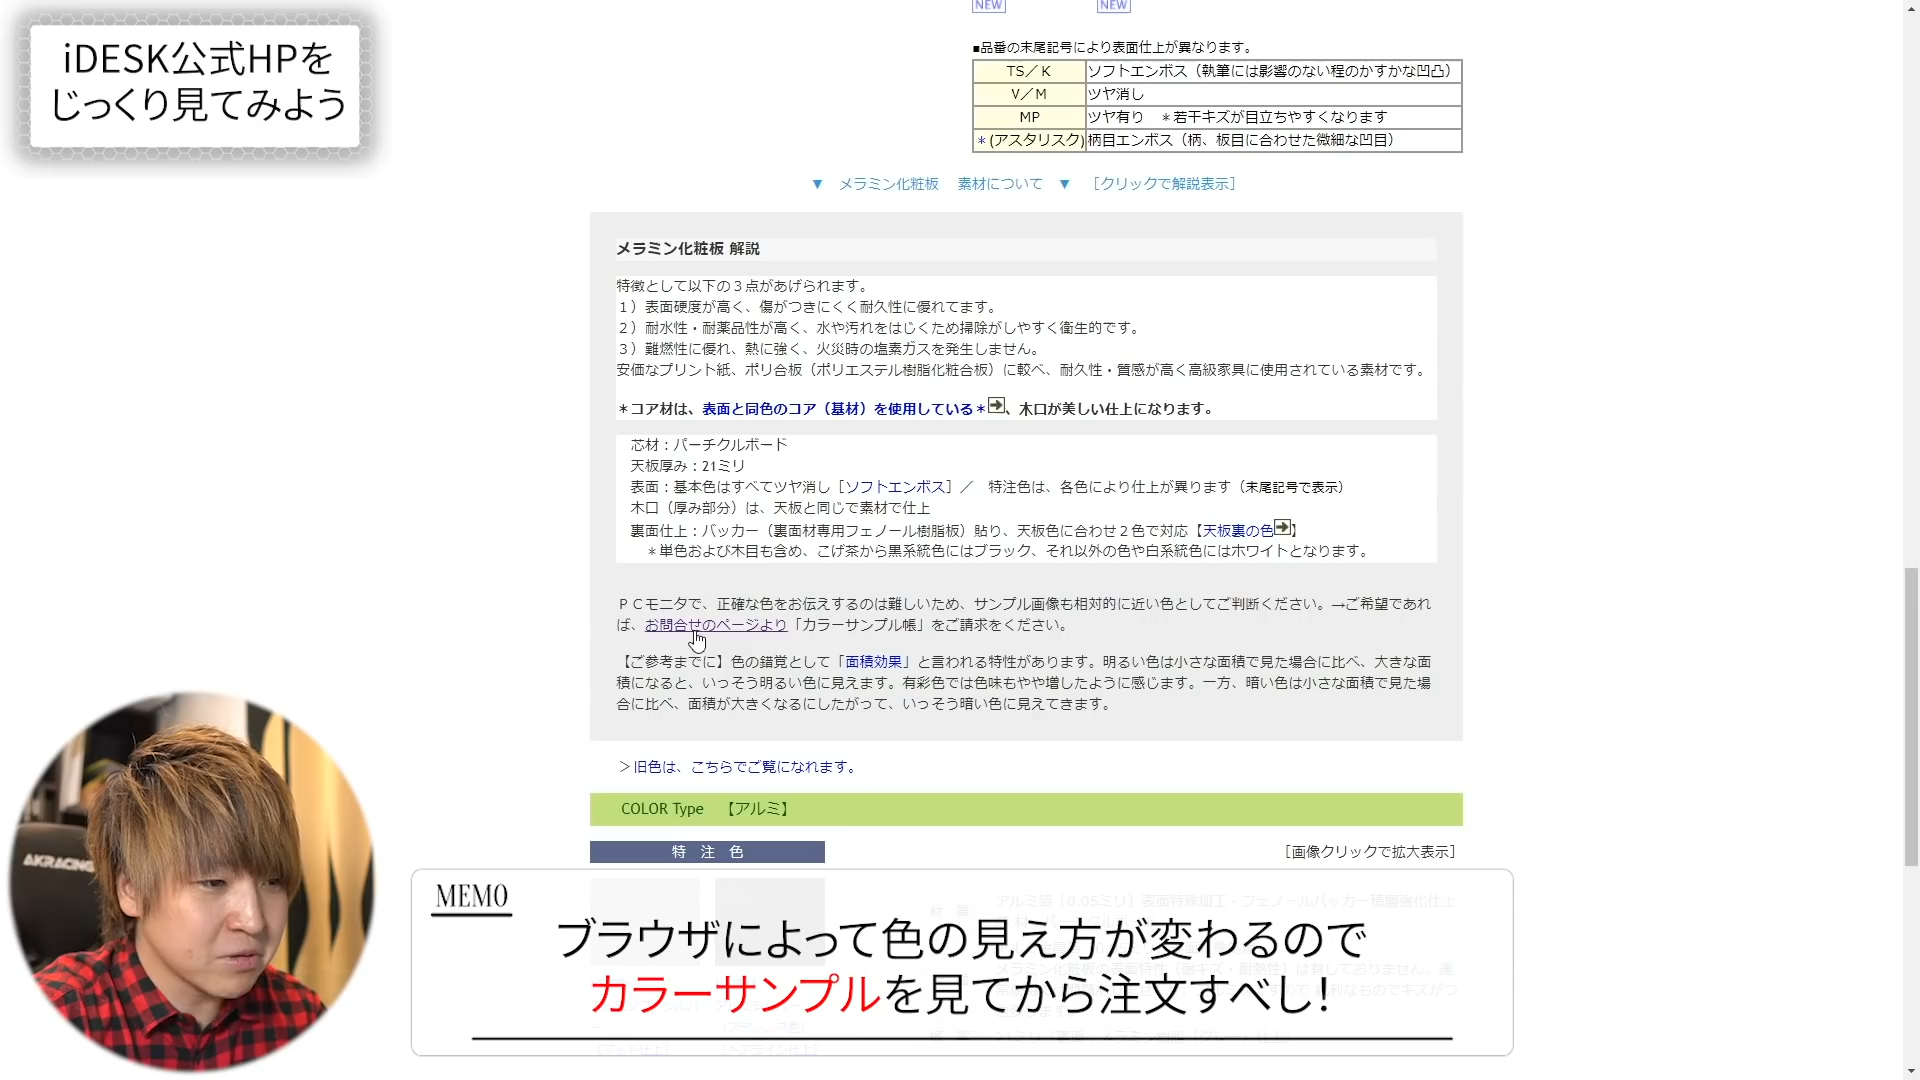 iDESK公式HPを
じっくり見てみよう
NEW
NEW
■品番の末尾記号により表面仕上が異なります。
TS／K ソフトエンボス（執筆には影響のない程のかすかな凹凸）
V／M ツヤ消し
MP ツヤ有り ＊若干キズが目立ちやすくなります
＊(アスタリスク) 柄目エンボス（柄、板目に合わせた微細な凹目）
▼ メラミン化粧板 素材について ▼ ［クリックで解説表示］
メラミン化粧板 解説
特徴として以下の３点があげられます。
１）表面硬度が高く、傷がつきにくく耐久性に優れてます。
２）耐水性・耐薬品性が高く、水や汚れをはじくため掃除がしやすく衛生的です。
３）難燃性に優れ、熱に強く、火災時の塩素ガスを発生しません。
安価なプリント紙、ポリ合板（ポリエステル樹脂化粧合板）に較べ、耐久性・質感が高く高級家具に使用されている素材です。
＊コア材は、表面と同色のコア（基材）を使用している＊、木口が美しい仕上になります。
芯材：パーチクルボード
天板厚み：21ミリ
表面：基本色はすべてツヤ消し［ソフトエンボス］／ 特注色は、各色により仕上が異ります（末尾記号で表示）
木口（厚み部分）は、天板と同じで素材で仕上
裏面仕上：バッカー（裏面材専用フェノール樹脂板）貼り、天板色に合わせ２色で対応【天板裏の色】
＊単色および木目も含め、こげ茶から黒系統色にはブラック、それ以外の色や白系統色にはホワイトとなります。
ＰＣモニタで、正確な色をお伝えするのは難しいため、サンプル画像も相対的に近い色としてご判断ください。→ご希望であれ
ば、お問合せのページより「カラーサンプル帳」をご請求をください。
【ご参考までに】色の錯覚として「面積効果」と言われる特性があります。明るい色は小さな面積で見た場合に比べ、大きな面
積になると、いっそう明るい色に見えます。有彩色では色味もやや増したように感じます。一方、暗い色は小さな面積で見た場
合に比べ、面積が大きくなるにしたがって、いっそう暗い色に見えてきます。
＞旧色は、こちらでご覧になれます。
COLOR Type 【アルミ】
特 注 色
［画像クリックで拡大表示］
AKRACING
MEMO
ブラウザによって色の見え方が変わるので
カラーサンプルを見てから注文すべし!